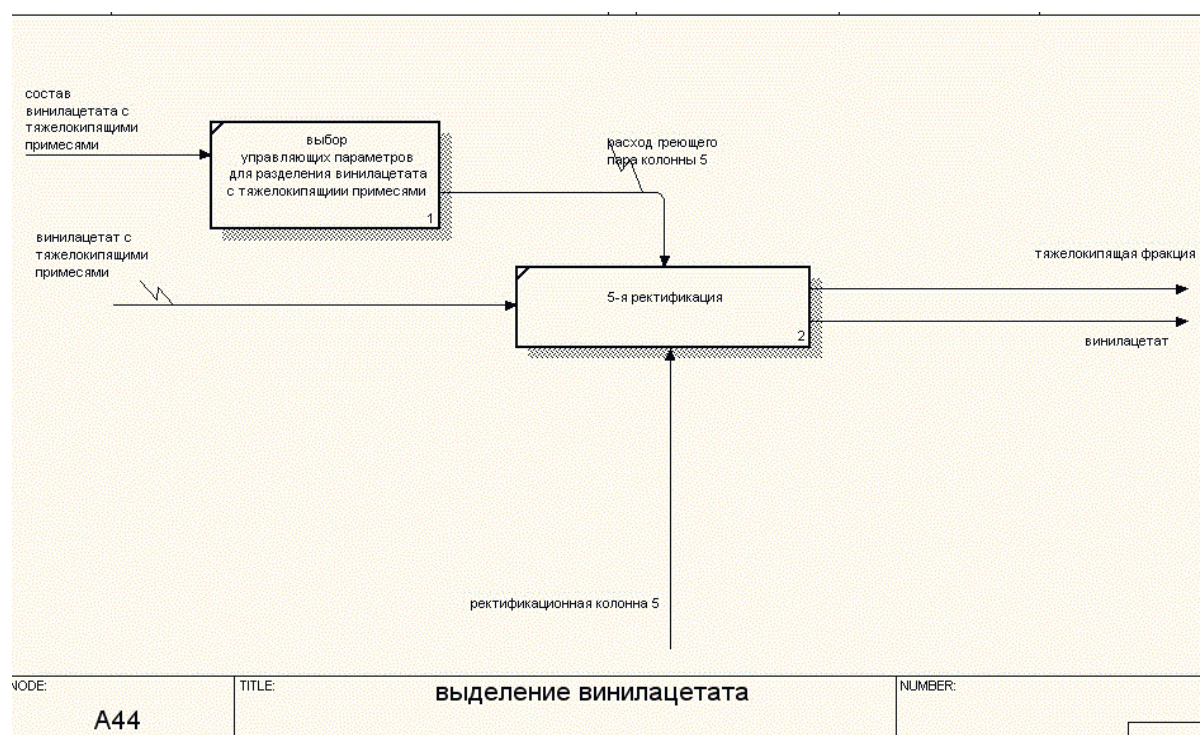 состав
винилацетата с
тяжелокипящими
примесями
выбор
управляющих параметров
для разделения винилацетата
с тяжелокипящиии примесями
1
расход греющего
пара колонны 5
винилацетат с
тяжелокипящими
примесями
5-я ректификация
2
тяжелокипящая фракция
винилацетат
ректификационная колонна 5
NODE:
A44
TITLE:
выделение винилацетата
NUMBER: